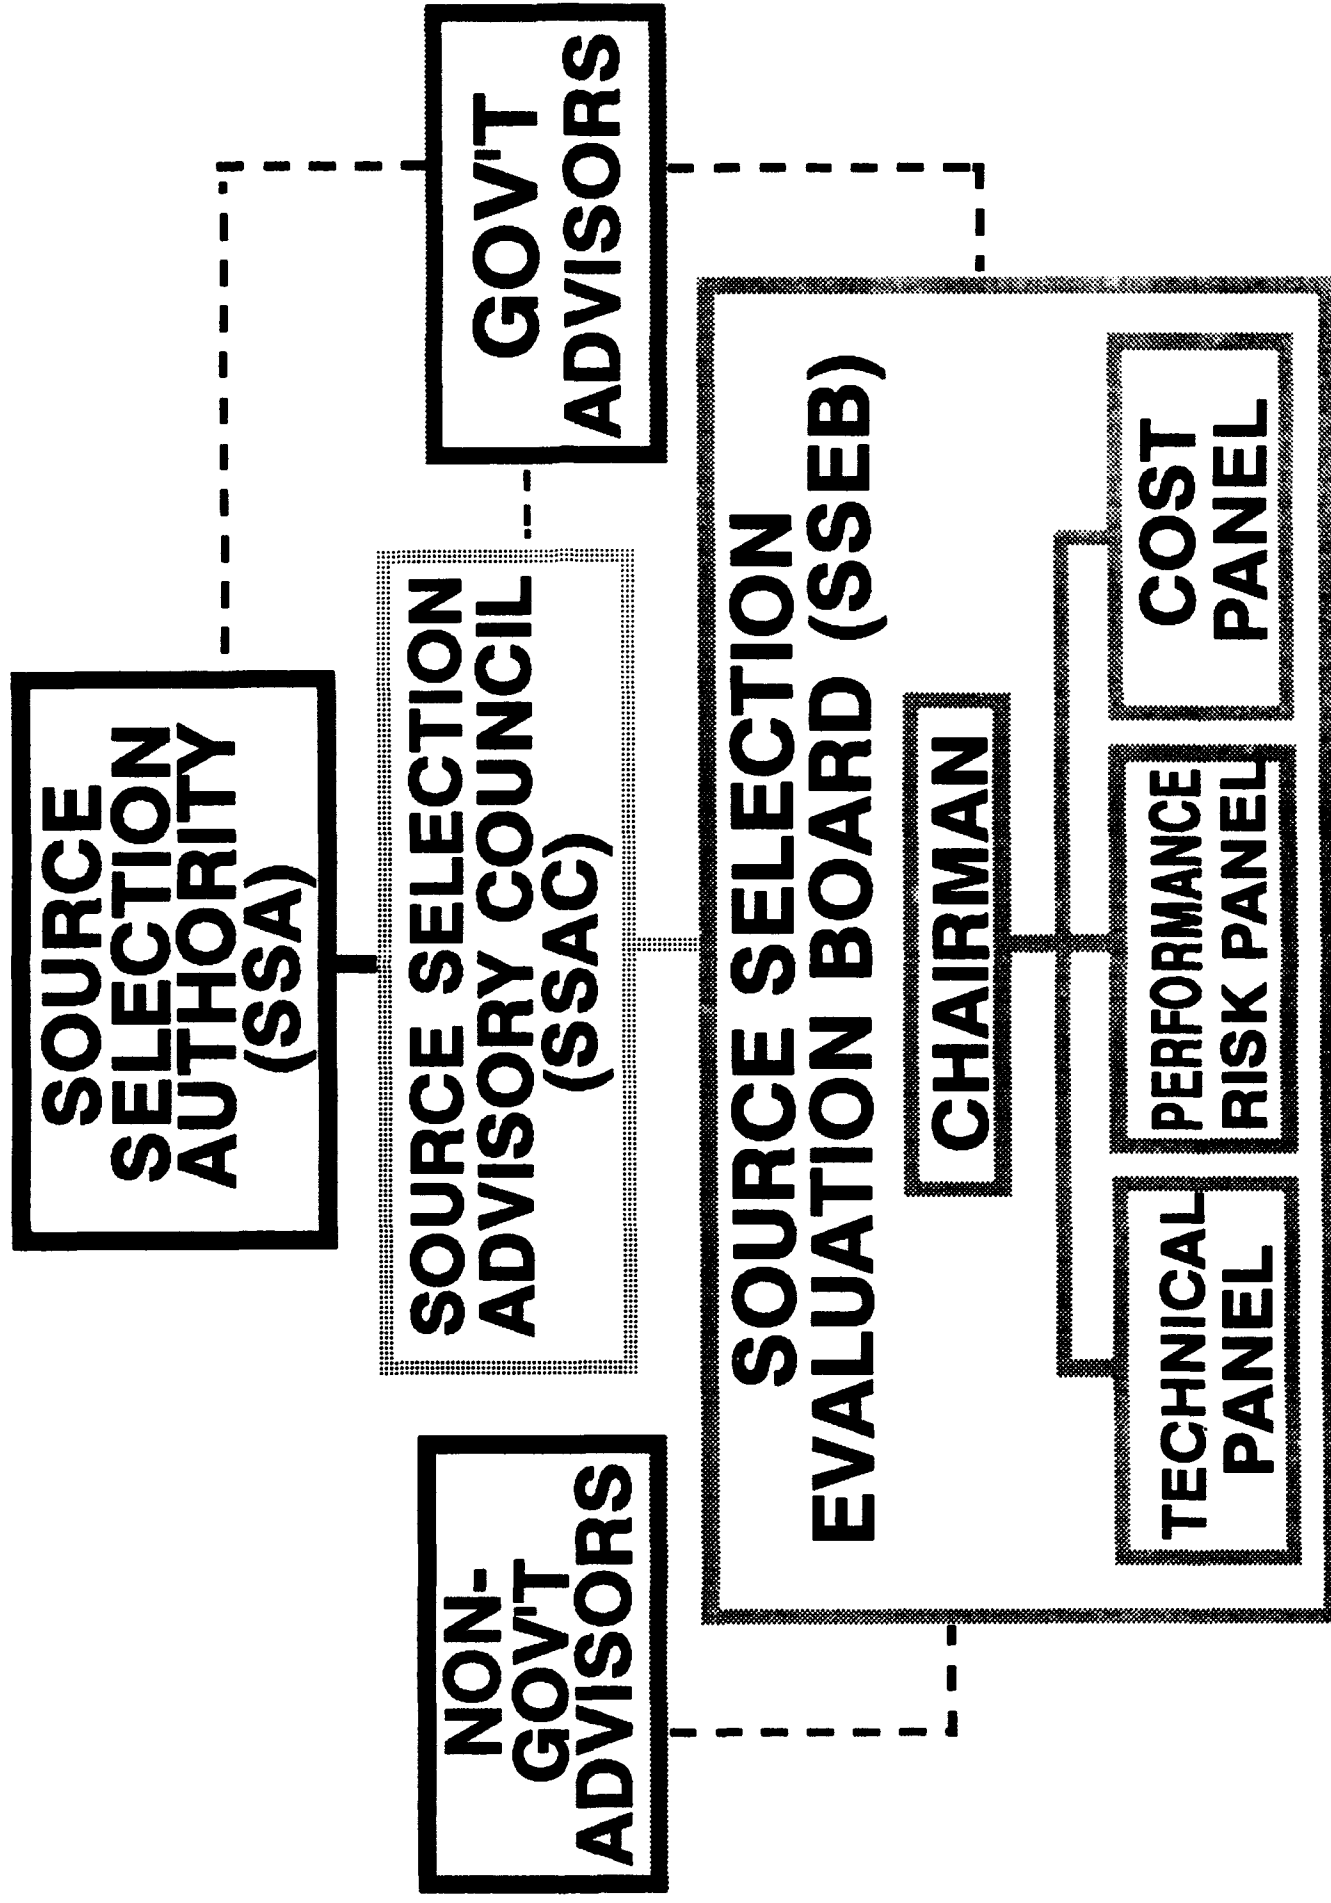 SOURCE
SELECTION
AUTHORITY
(SSA)
NON-
GOV'T
ADVISORS
SOURCE SELECTION
ADVISORY COUNCIL
(SSAC)
GOV'T
ADVISORS
SOURCE SELECTION
EVALUATION BOARD (SSEB)
CHAIRMAN
TECHNICAL
PANEL
PERFORMANCE
RISK PANEL
COST
PANEL